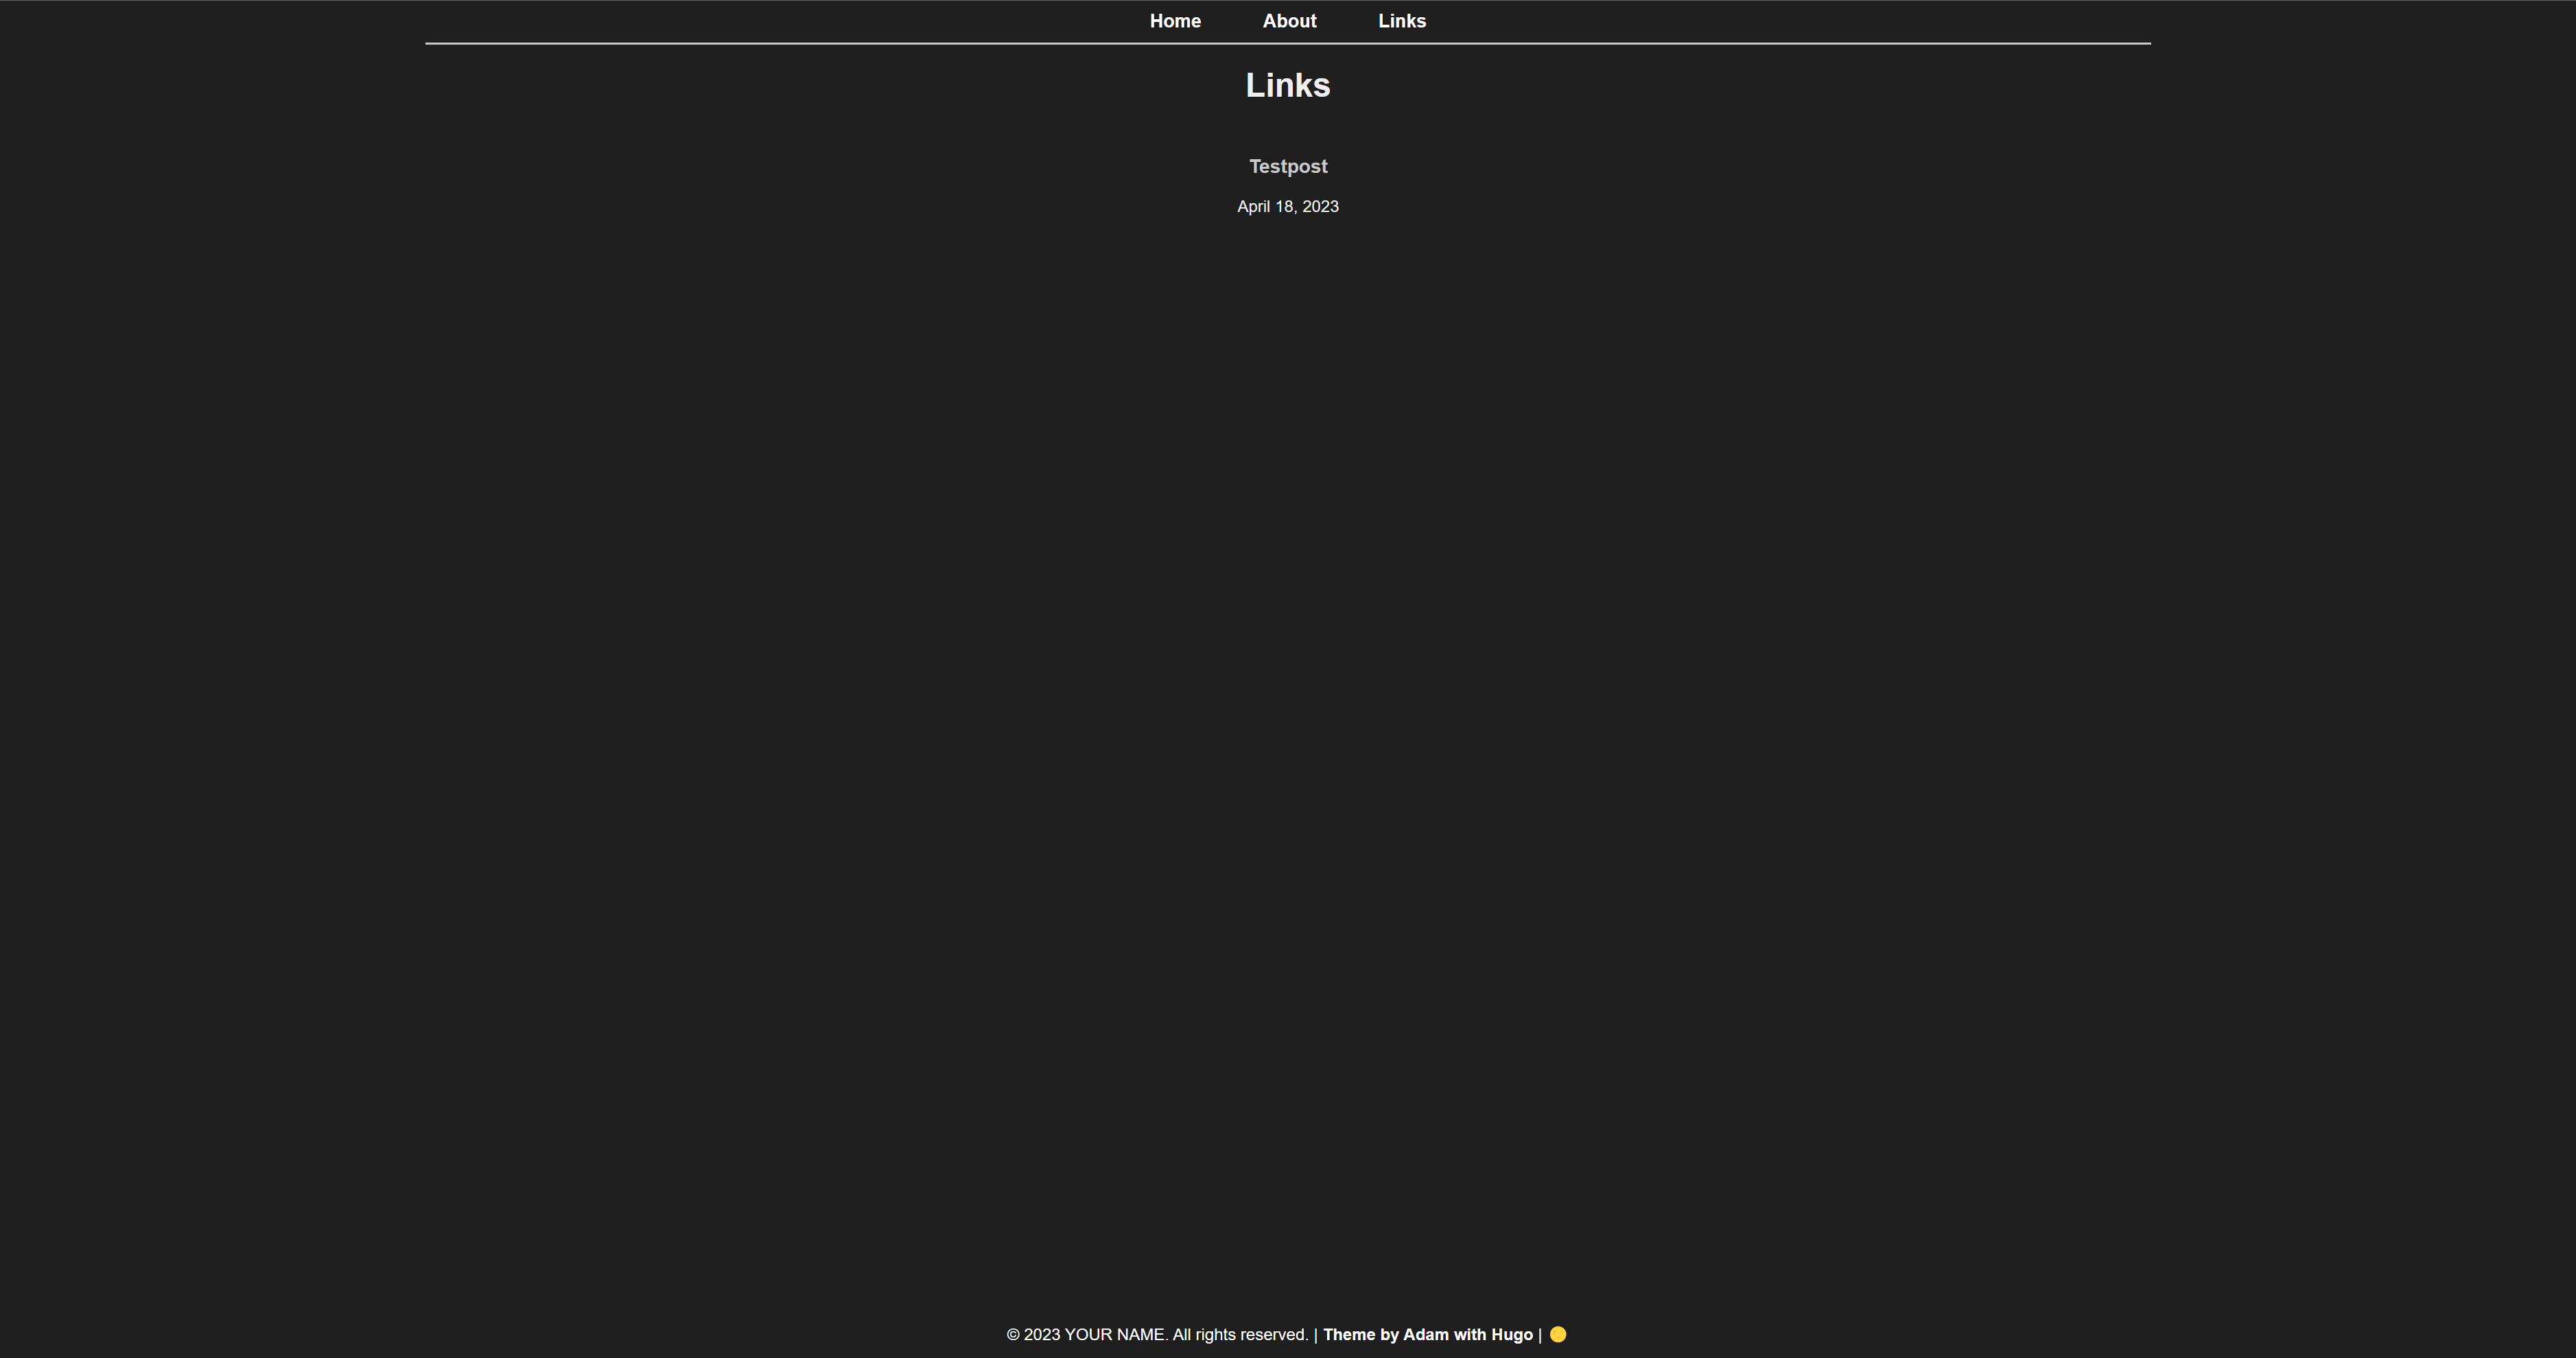 Home About Links
Links
Testpost
April 18, 2023
© 2023 YOUR NAME. All rights reserved. | Theme by Adam with Hugo |